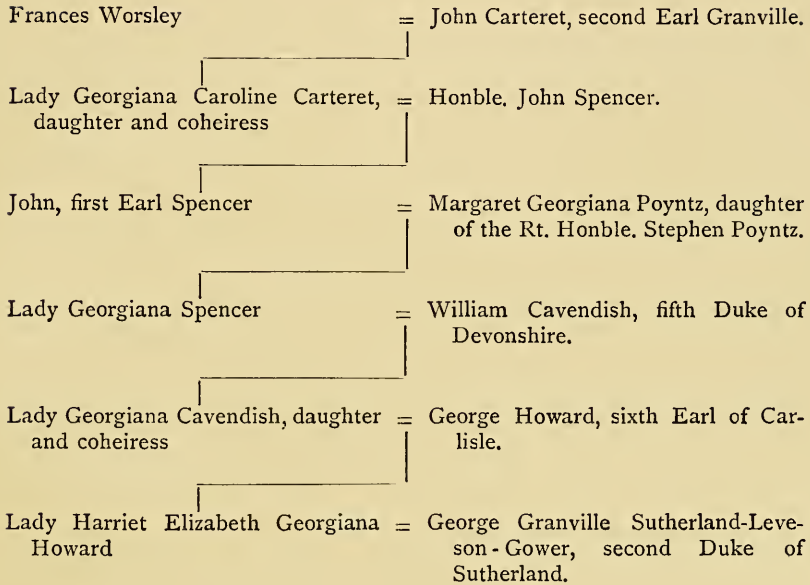 Frances Worsley = John Carteret, second Earl Granville.
Lady Georgiana Caroline Carteret, = Honble. John Spencer.
daughter and coheiress
John, first Earl Spencer = Margaret Georgiana Poyntz, daughter
of the Rt. Honble. Stephen Poyntz.
Lady Georgiana Spencer = William Cavendish, fifth Duke of
Devonshire.
Lady Georgiana Cavendish, daughter = George Howard, sixth Earl of Car-
and coheiress lisle.
Lady Harriet Elizabeth Georgiana = George Granville Sutherland-Leve-
Howard son-Gower, second Duke of
Sutherland.